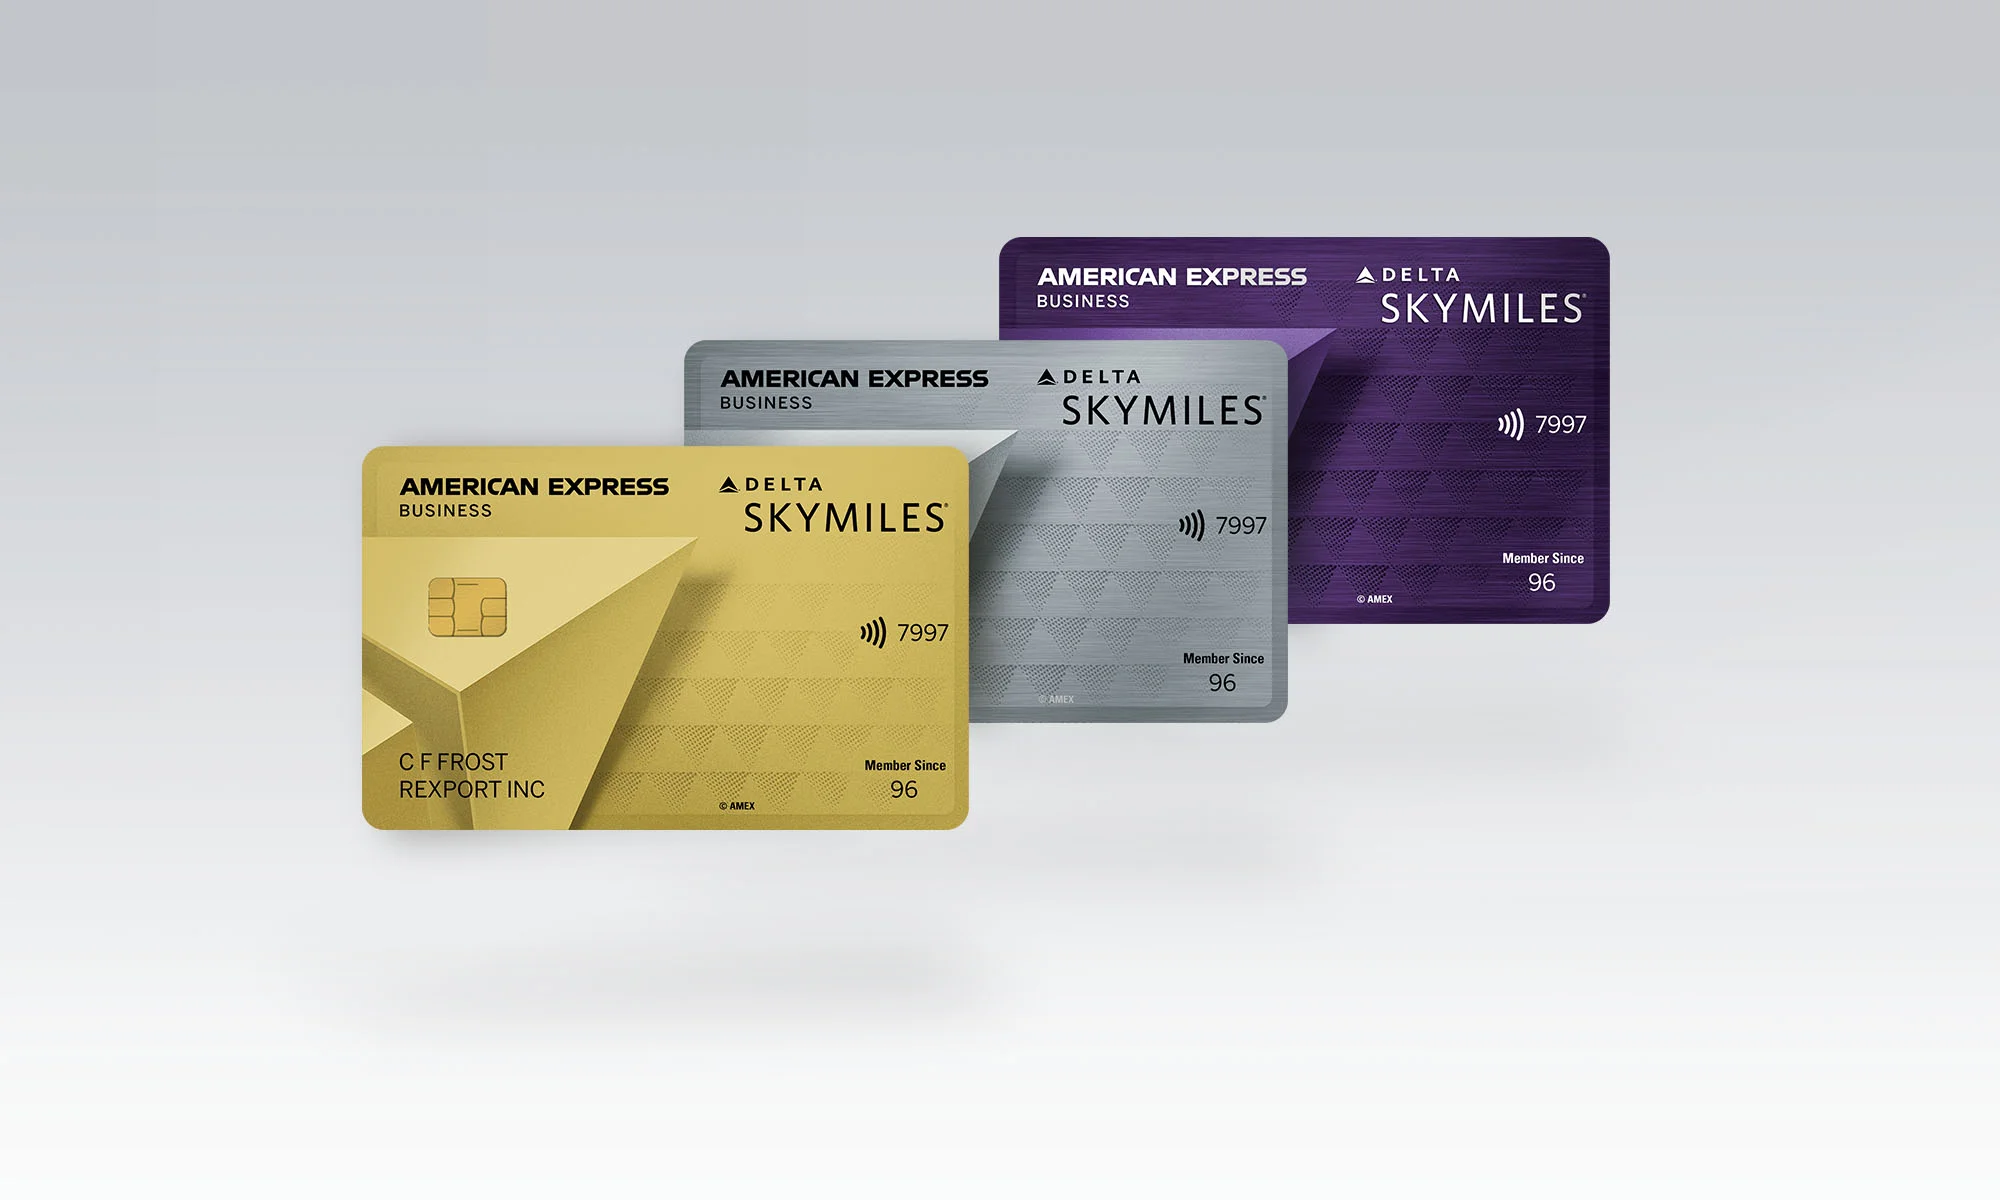 AMERICAN EXPRESS
BUSINESS
DELTA
SKYMILES®
7997
Member Since
96
© AMEX
C F FROST
REXPORT INC
AMERICAN EXPRESS
BUSINESS
DELTA
SKYMILES®
7997
Member Since
96
© AMEX
AMERICAN EXPRESS
BUSINESS
DELTA
SKYMILES®
7997
Member Since
96
© AMEX